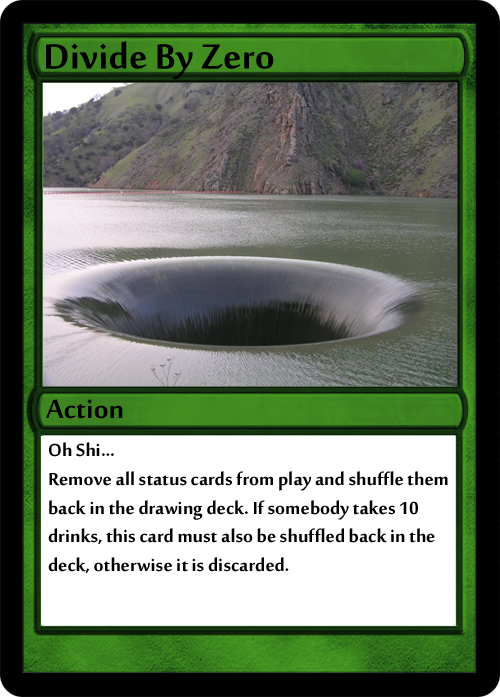 Divide By Zero
Action
Oh Shi...
Remove all status cards from play and shuffle them
back in the drawing deck. If somebody takes 10
drinks, this card must also be shuffled back in the
deck, otherwise it is discarded.